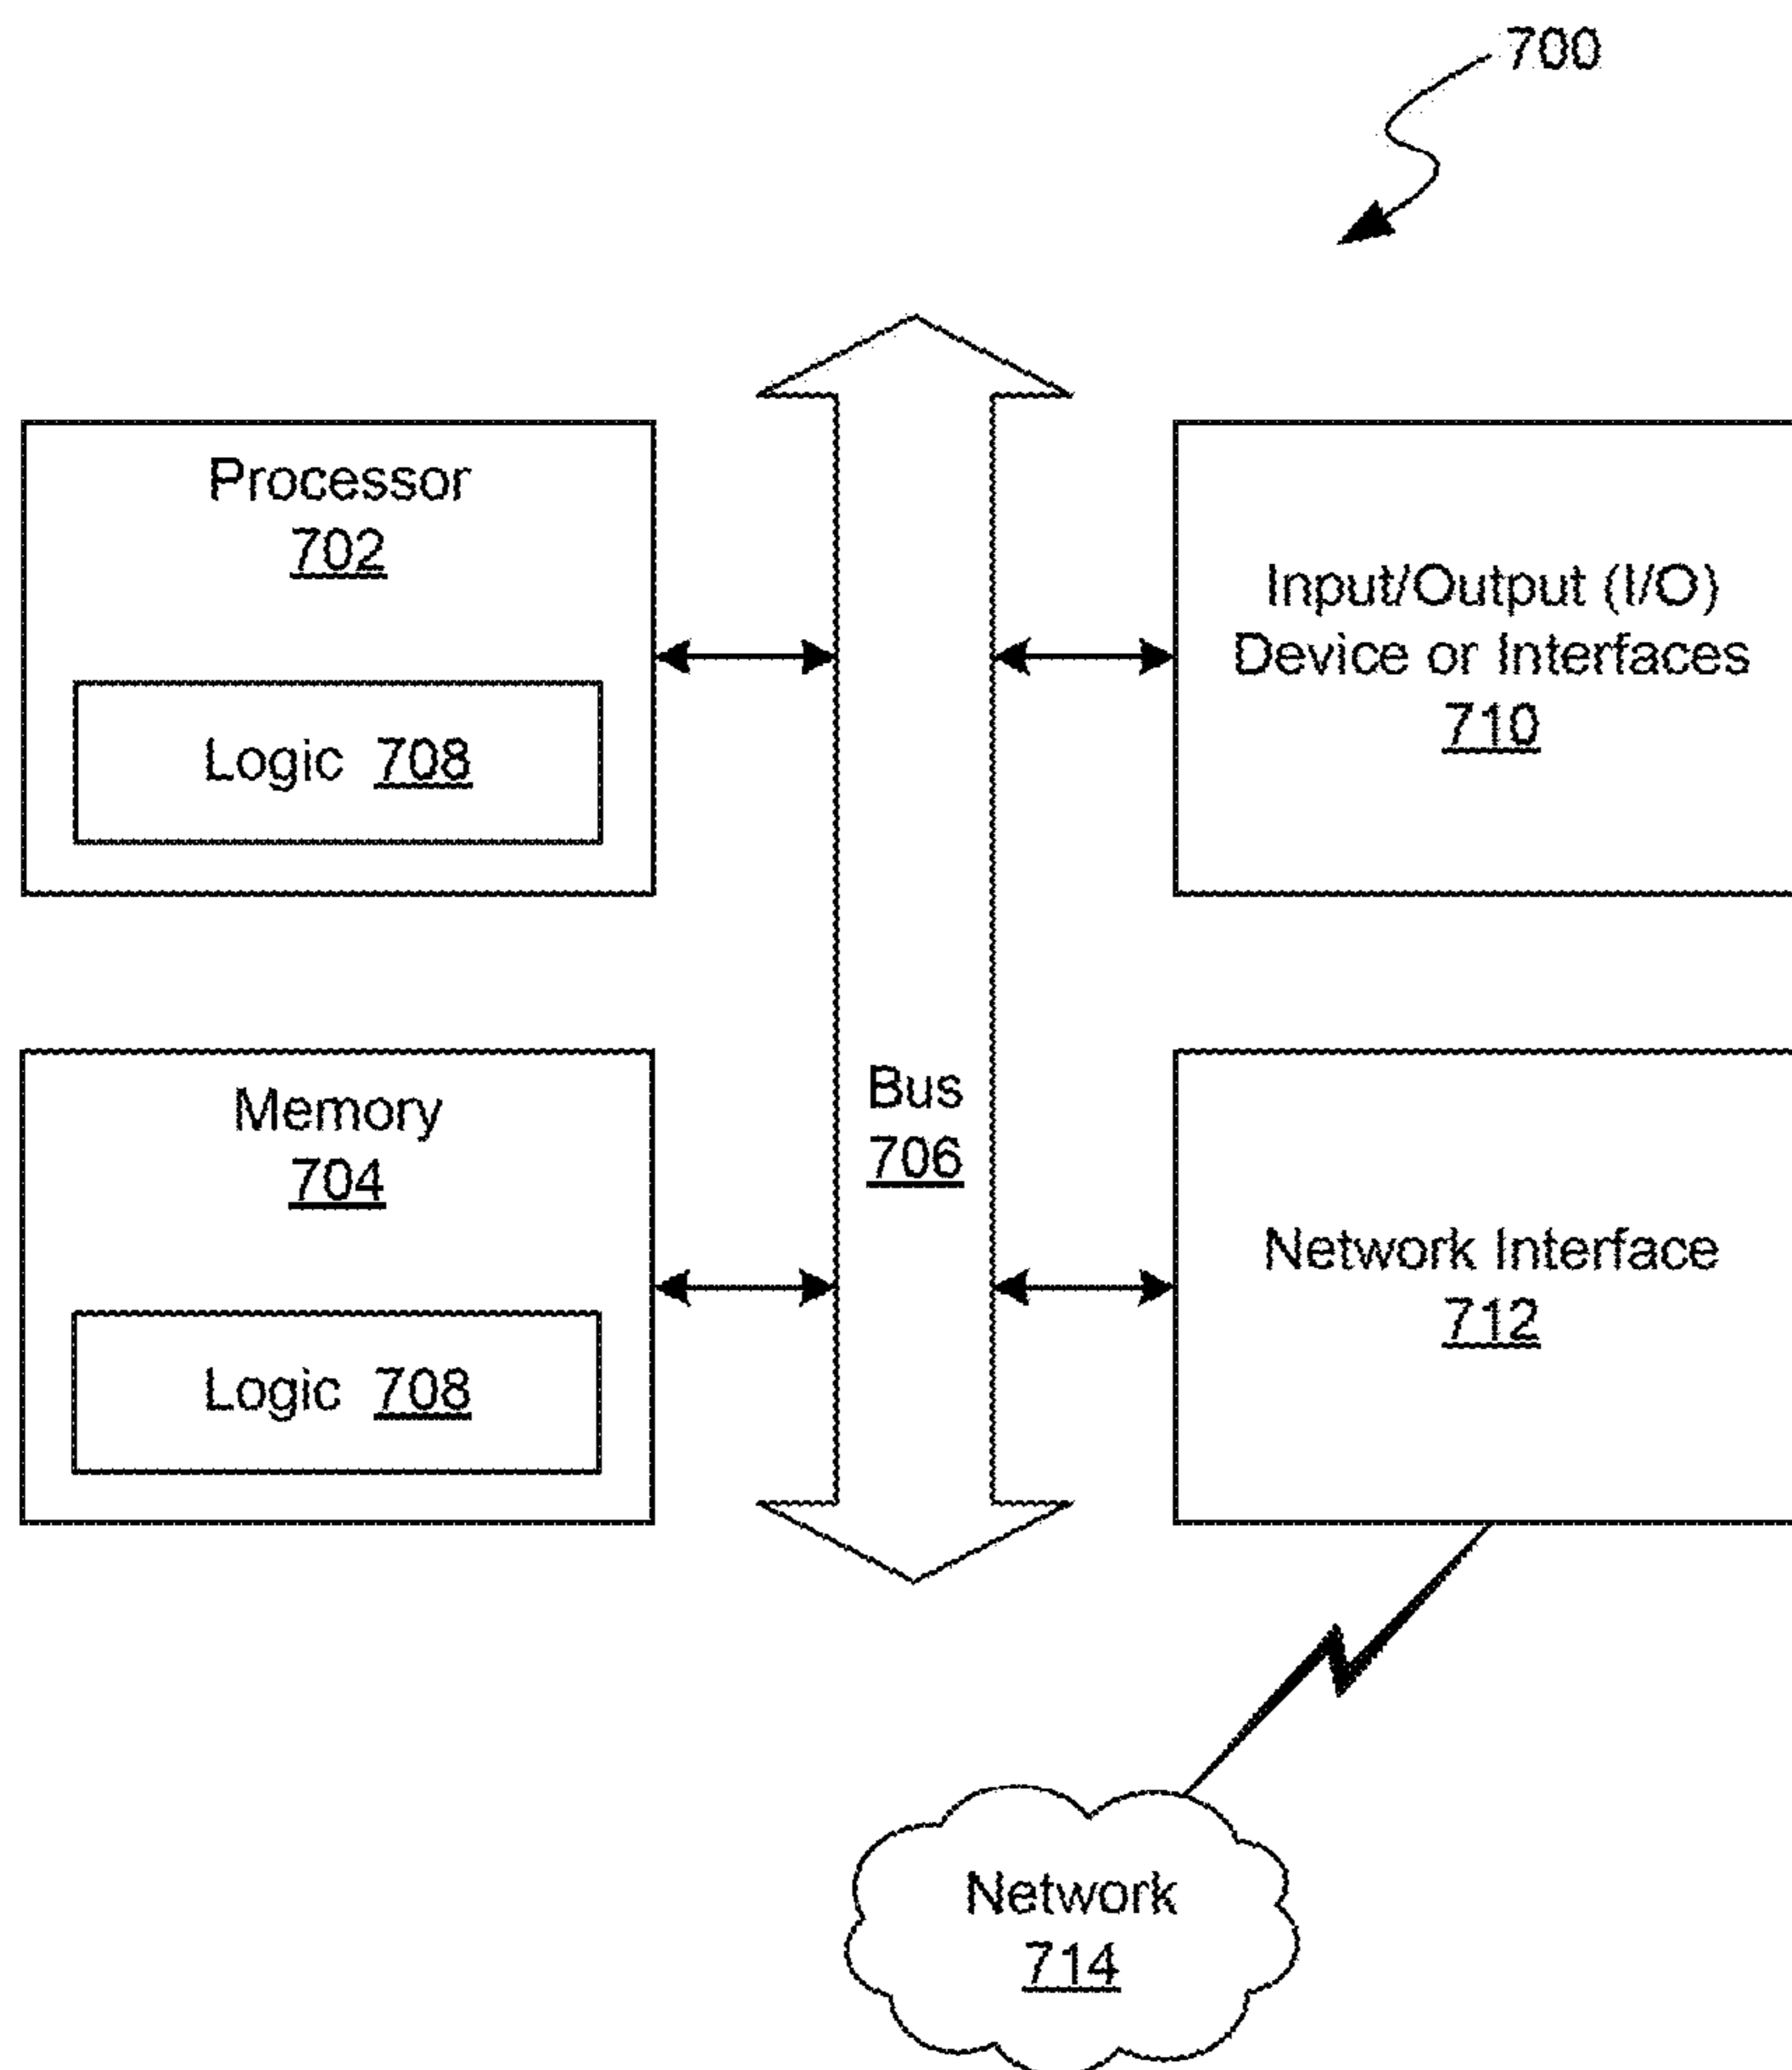 700
Processor
702
Logic 708
Input/Output (I/O)
Device or Interfaces
710
Memory
704
Logic 708
Bus
706
Network Interface
712
Network
714